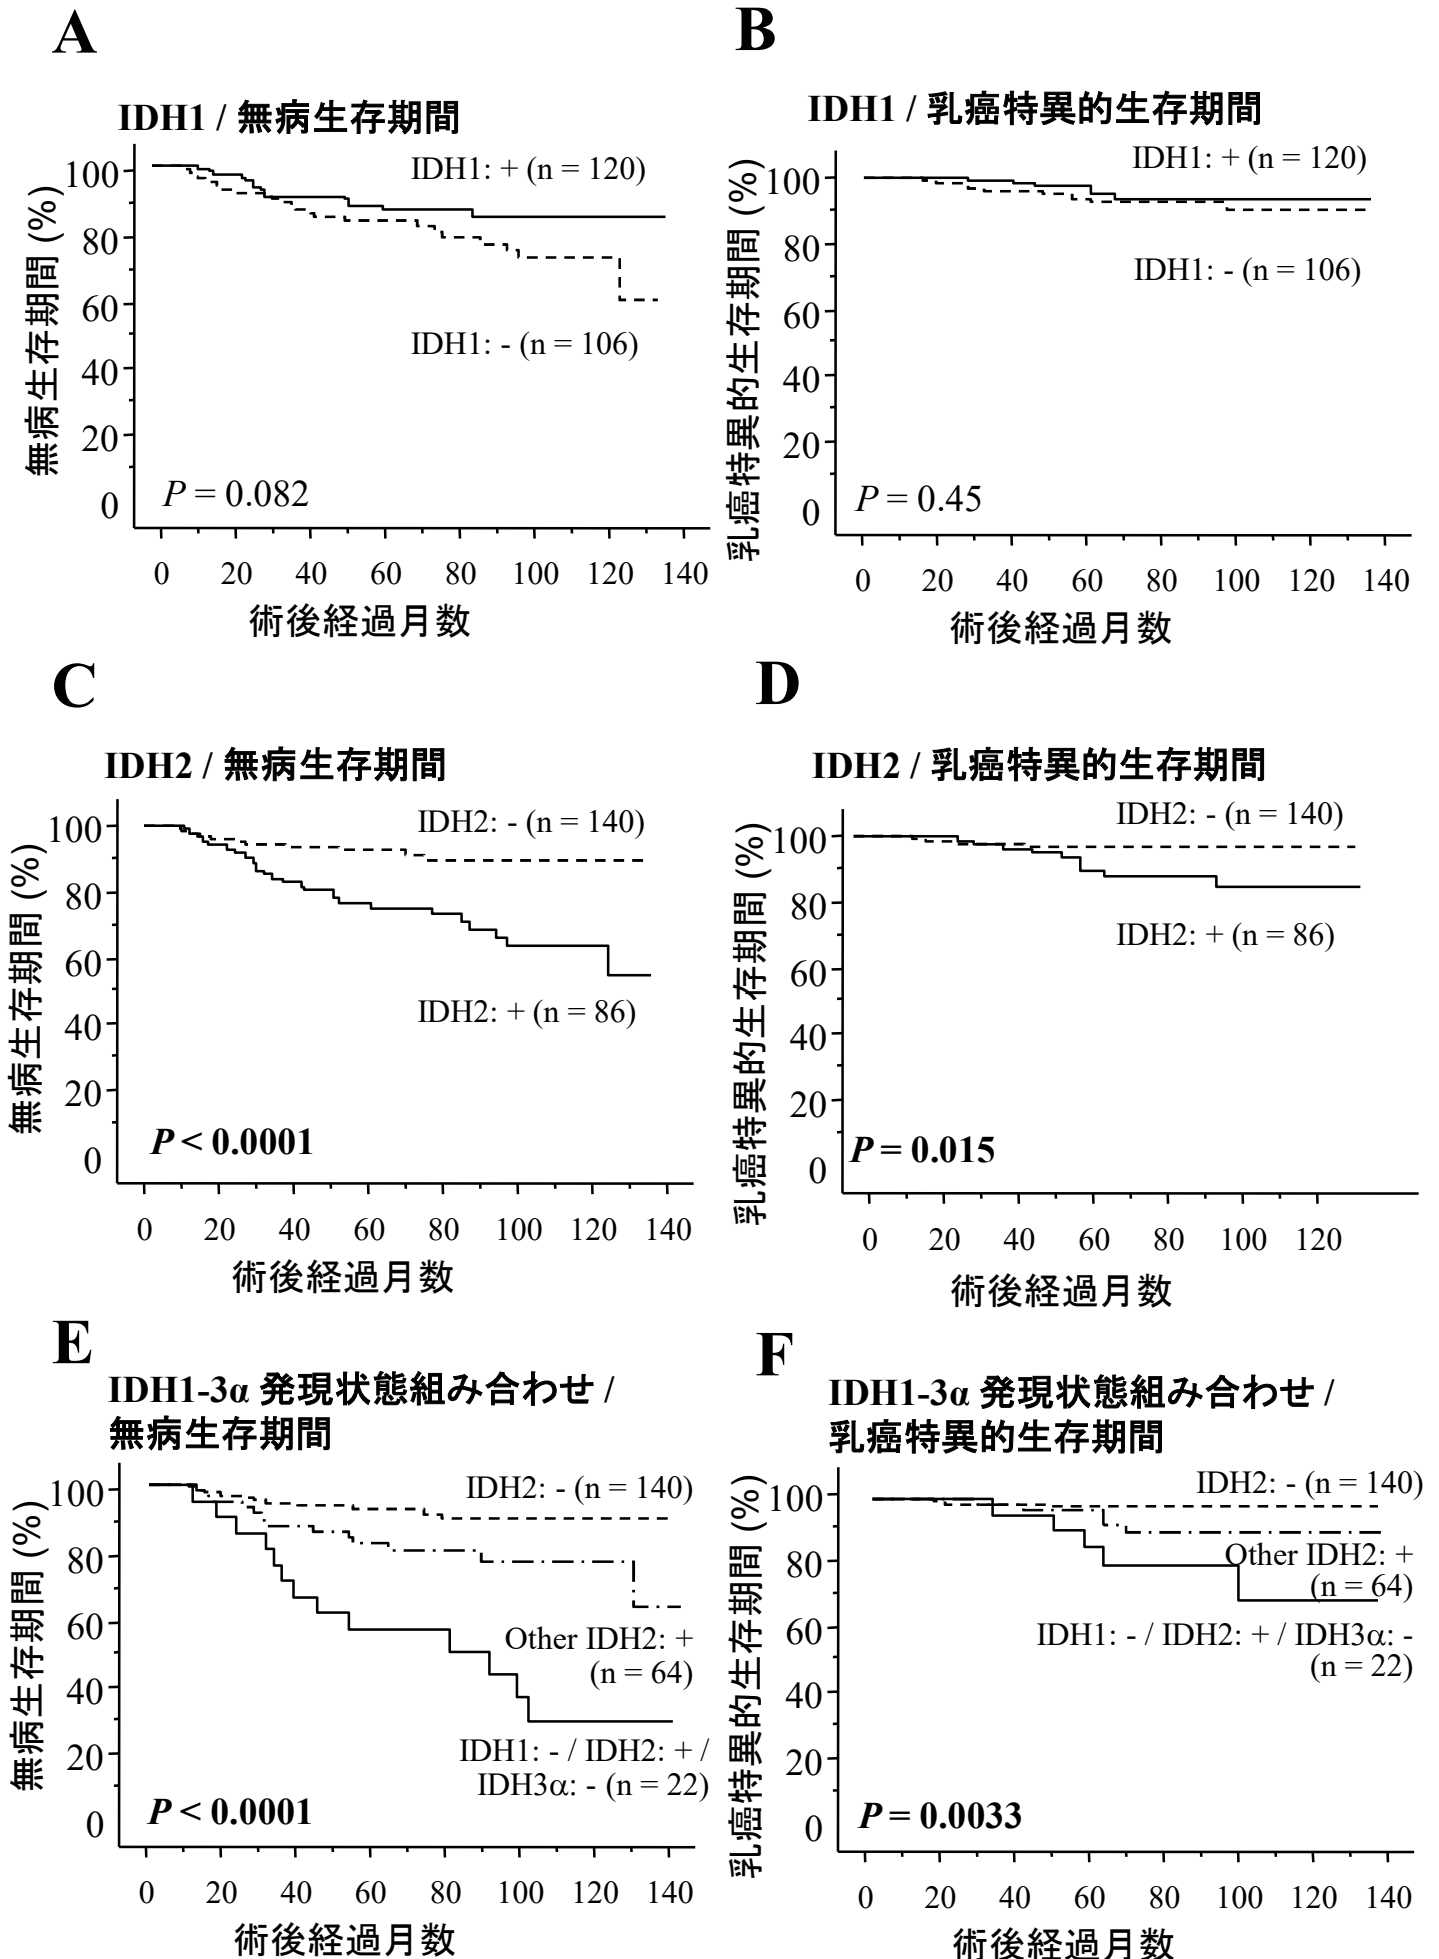 A
IDH1 / 無病生存期間
無病生存期間 (%)
100
80
60
40
20
0
IDH1: + (n = 120)
IDH1: - (n = 106)
P = 0.082
0 20 40 60 80 100 120 140
術後経過月数
B
IDH1 / 乳癌特異的生存期間
乳癌特異的生存期間 (%)
100
80
60
40
20
0
IDH1: + (n = 120)
IDH1: - (n = 106)
P = 0.45
0 20 40 60 80 100 120 140
術後経過月数
C
IDH2 / 無病生存期間
無病生存期間 (%)
100
80
60
40
20
0
IDH2: - (n = 140)
IDH2: + (n = 86)
P < 0.0001
0 20 40 60 80 100 120 140
術後経過月数
D
IDH2 / 乳癌特異的生存期間
乳癌特異的生存期間 (%)
100
80
60
40
20
0
IDH2: - (n = 140)
IDH2: + (n = 86)
P = 0.015
0 20 40 60 80 100 120
術後経過月数
E
IDH1-3α 発現状態組み合わせ /
無病生存期間
無病生存期間 (%)
100
80
60
40
20
0
IDH2: - (n = 140)
Other IDH2: +
(n = 64)
IDH1: - / IDH2: + /
IDH3α: - (n = 22)
P < 0.0001
0 20 40 60 80 100 120 140
術後経過月数
F
IDH1-3α 発現状態組み合わせ /
乳癌特異的生存期間
乳癌特異的生存期間 (%)
100
80
60
40
20
0
IDH2: - (n = 140)
Other IDH2: +
(n = 64)
IDH1: - / IDH2: + / IDH3α: -
(n = 22)
P = 0.0033
0 20 40 60 80 100 120 140
術後経過月数